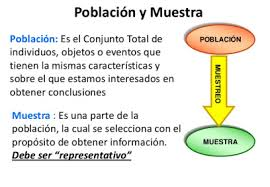 Población y Muestra
Población: Es el Conjunto Total de
individuos, objetos o eventos que
tienen la mismas características y
sobre el que estamos interesados en
obtener conclusiones
Muestra : Es una parte de la
población, la cual se selecciona con el
propósito de obtener información.
Debe ser “representativo”
POBLACIÓN
MUESTREO
MUESTRA